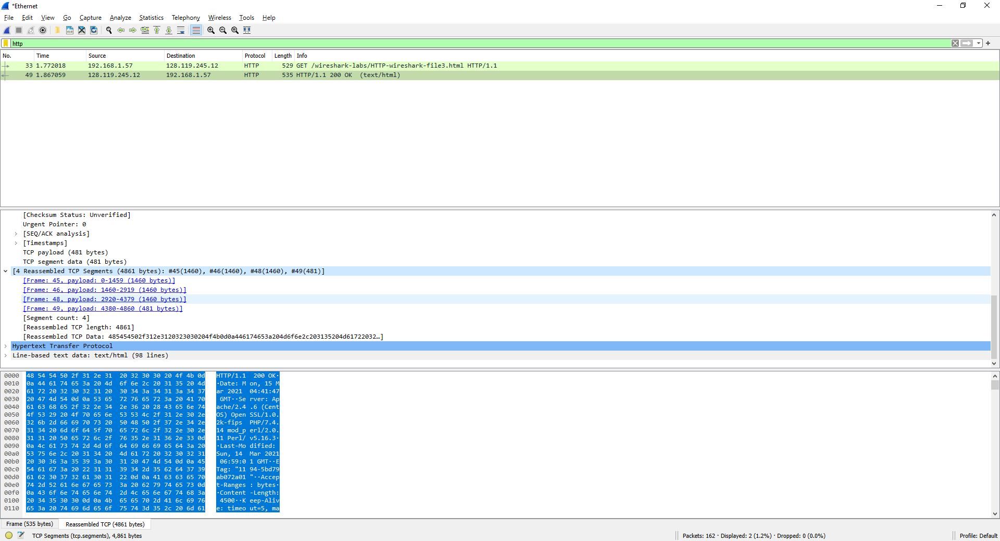 *Ethernet
File Edit View Go Capture Analyze Statistics Telephony Wireless Tools Help
http
No. Time Source Destination Protocol Length Info
33 1.772018 192.168.1.57 128.119.245.12 HTTP 529 GET /wireshark-labs/HTTP-wireshark-file3.html HTTP/1.1
49 1.867059 128.119.245.12 192.168.1.57 HTTP 535 HTTP/1.1 200 OK (text/html)
[Checksum Status: Unverified]
Urgent Pointer: 0
[SEQ/ACK analysis]
[Timestamps]
TCP payload (481 bytes)
TCP segment data (481 bytes)
[4 Reassembled TCP Segments (4861 bytes): #45(1460), #46(1460), #48(1460), #49(481)]
[Frame: 45, payload: 0-1459 (1460 bytes)]
[Frame: 46, payload: 1460-2919 (1460 bytes)]
[Frame: 48, payload: 2920-4379 (1460 bytes)]
[Frame: 49, payload: 4380-4860 (481 bytes)]
[Segment count: 4]
[Reassembled TCP length: 4861]
[Reassembled TCP Data: 485454502f312e3120323030204f4b0d0a446174653a204d6f6e2c203135204d61722032…]
Hypertext Transfer Protocol
Line-based text data: text/html (98 lines)
0000 48 54 54 50 2f 31 2e 31 20 32 30 30 20 4f 4b 0d HTTP/1.1 200 OK·
0010 0a 44 61 74 65 3a 20 4d 6f 6e 2c 20 31 35 20 4d ·Date: M on, 15 M
0020 61 72 20 32 30 32 31 20 30 34 3a 34 31 3a 34 37 ar 2021 04:41:47
0030 20 47 4d 54 0d 0a 53 65 72 76 65 72 3a 20 41 70 GMT··Se rver: Ap
0040 61 63 68 65 2f 32 2e 34 2e 36 20 28 43 65 6e 74 ache/2.4 .6 (Cent
0050 4f 53 29 20 4f 70 65 6e 53 53 4c 2f 31 2e 30 2e OS) Open SSL/1.0.
0060 32 6b 2d 66 69 70 73 20 50 48 50 2f 37 2e 34 2e 2k-fips PHP/7.4.
0070 31 34 20 6d 6f 64 5f 70 65 72 6c 2f 32 2e 30 2e 14 mod_p erl/2.0.
0080 31 31 20 50 65 72 6c 2f 76 35 2e 31 36 2e 33 0d 11 Perl/ v5.16.3·
0090 0a 4c 61 73 74 2d 4d 6f 64 69 66 69 65 64 3a 20 ·Last-Mo dified:
00a0 53 75 6e 2c 20 31 34 20 4d 61 72 20 32 30 32 31 Sun, 14 Mar 2021
00b0 20 30 36 3a 35 39 3a 30 31 20 47 4d 54 0d 0a 45 06:59:0 1 GMT··E
00c0 54 61 67 3a 20 22 31 31 39 34 2d 35 62 64 37 39 Tag: "11 94-5bd79
00d0 61 62 30 37 32 61 30 31 22 0d 0a 41 63 63 65 70 ab072a01 "··Accep
00e0 74 2d 52 61 6e 67 65 73 3a 20 62 79 74 65 73 0d t-Ranges : bytes·
00f0 0a 43 6f 6e 74 65 6e 74 2d 4c 65 6e 67 74 68 3a ·Content -Length:
0100 20 34 35 30 30 0d 0a 4b 65 65 70 2d 41 6c 69 76 4500··K eep-Aliv
0110 65 3a 20 74 69 6d 65 6f 75 74 3d 35 2c 20 6d 61 e: timeo ut=5, ma
Frame (535 bytes) Reassembled TCP (4861 bytes)
TCP Segments (tcp.segments), 4,861 bytes Packets: 162 · Displayed: 2 (1.2%) · Dropped: 0 (0.0%) Profile: Default